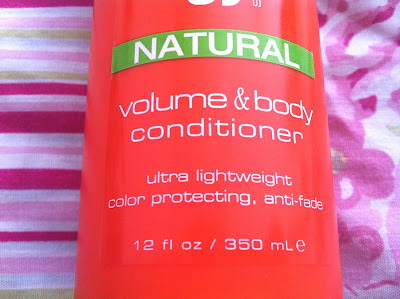 NATURAL
volume & body
conditioner
ultra lightweight
color protecting, anti-fade
12 fl oz / 350 mL e